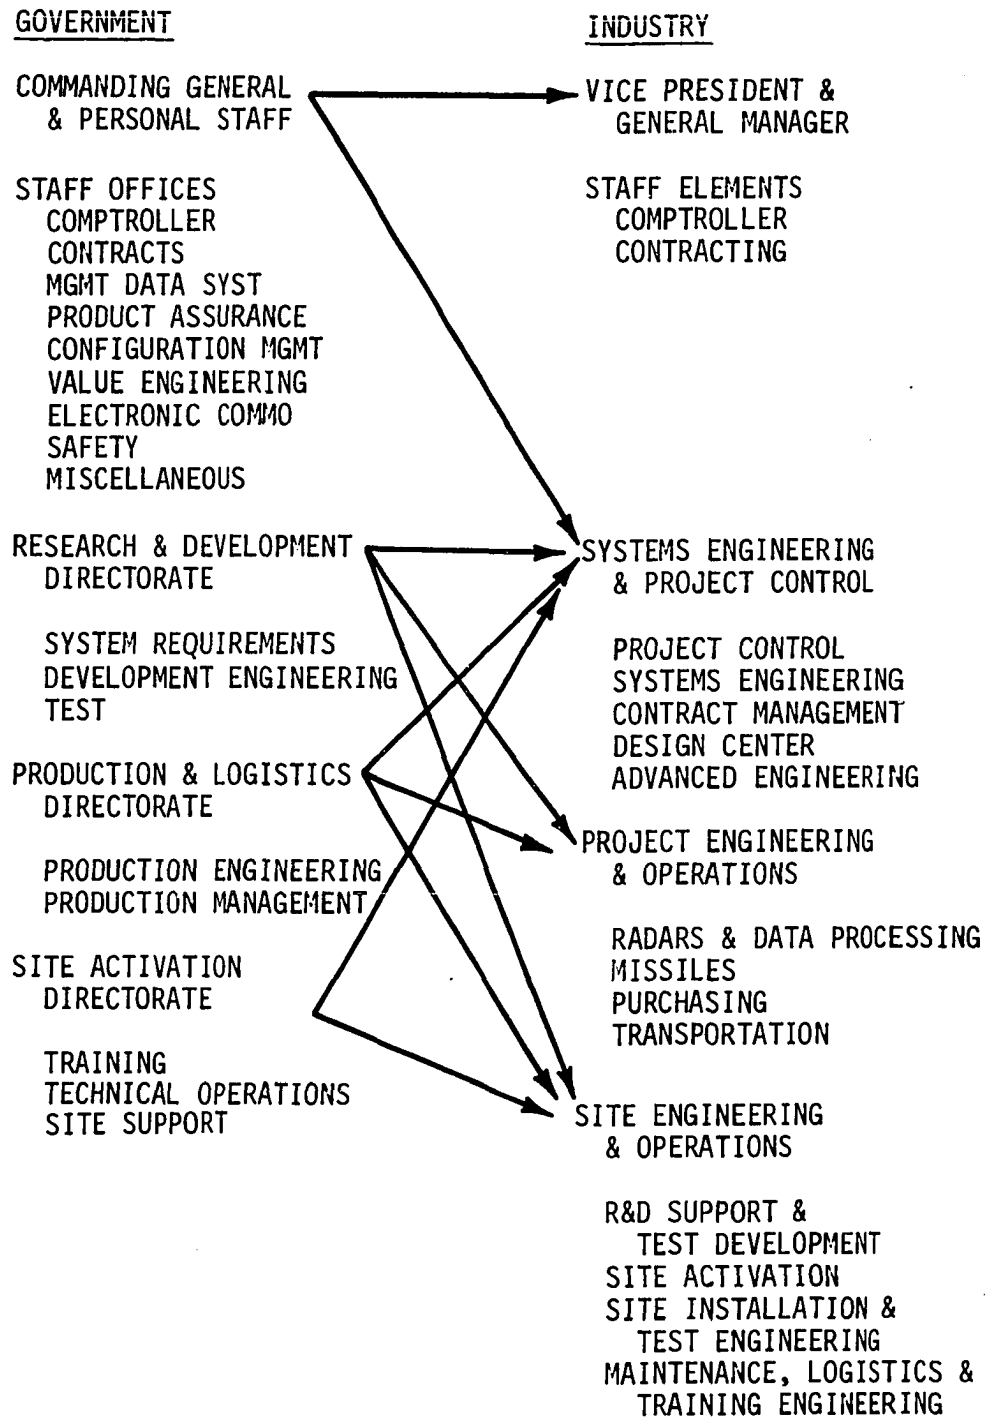 GOVERNMENT
COMMANDING GENERAL
& PERSONAL STAFF
STAFF OFFICES
COMPTROLLER
CONTRACTS
MGMT DATA SYST
PRODUCT ASSURANCE
CONFIGURATION MGMT
VALUE ENGINEERING
ELECTRONIC COMMO
SAFETY
MISCELLANEOUS
RESEARCH & DEVELOPMENT
DIRECTORATE
SYSTEM REQUIREMENTS
DEVELOPMENT ENGINEERING
TEST
PRODUCTION & LOGISTICS
DIRECTORATE
PRODUCTION ENGINEERING
PRODUCTION MANAGEMENT
SITE ACTIVATION
DIRECTORATE
TRAINING
TECHNICAL OPERATIONS
SITE SUPPORT
INDUSTRY
VICE PRESIDENT &
GENERAL MANAGER
STAFF ELEMENTS
COMPTROLLER
CONTRACTING
SYSTEMS ENGINEERING
& PROJECT CONTROL
PROJECT CONTROL
SYSTEMS ENGINEERING
CONTRACT MANAGEMENT
DESIGN CENTER
ADVANCED ENGINEERING
PROJECT ENGINEERING
& OPERATIONS
RADARS & DATA PROCESSING
MISSILES
PURCHASING
TRANSPORTATION
SITE ENGINEERING
& OPERATIONS
R&D SUPPORT &
TEST DEVELOPMENT
SITE ACTIVATION
SITE INSTALLATION &
TEST ENGINEERING
MAINTENANCE, LOGISTICS &
TRAINING ENGINEERING